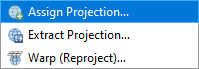 Assign Projection...
Extract Projection...
Warp (Reproject)...